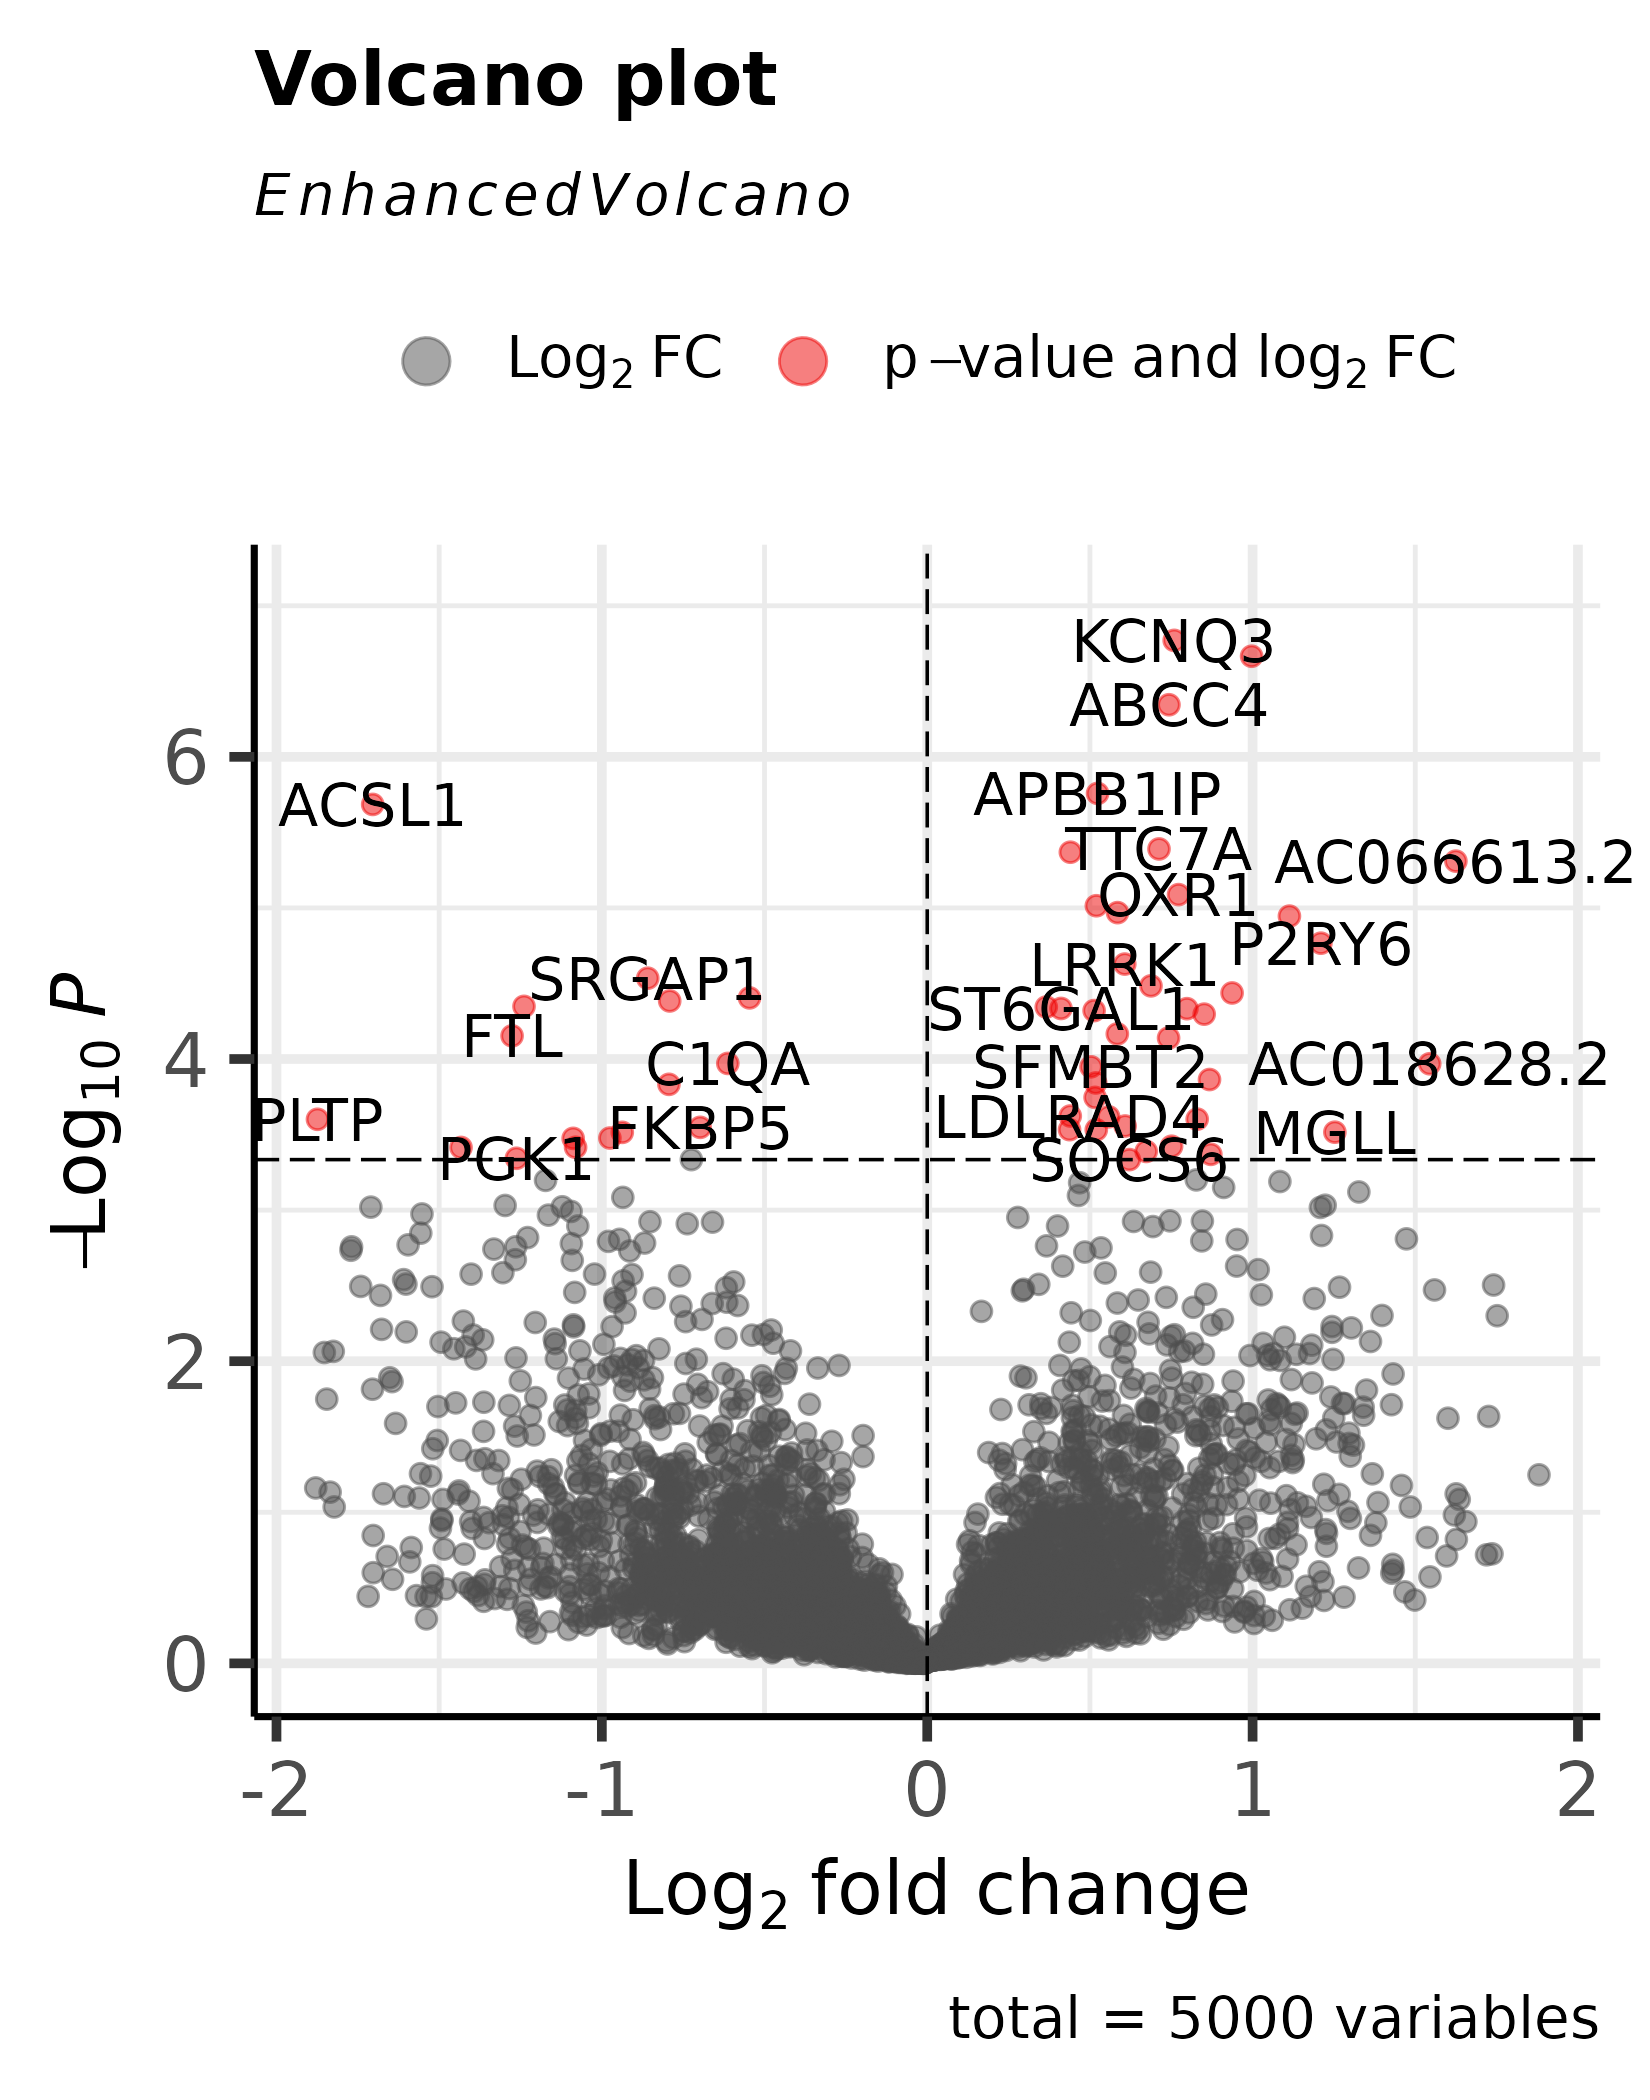 Volcano plot
EnhancedVolcano
Log₂ FC
p−value and log₂ FC
KCNQ3
ABCC4
ACSL1
APBB1IP
TTC7A
AC066613.2
OXR1
P2RY6
LRRK1
SRGAP1
ST6GAL1
FTL
C1QA
SFMBT2
AC018628.2
PLTP
FKBP5
LDLRAD4
MGLL
PGK1
SOCS6
6
4
2
0
−Log₁₀ P
-2
-1
0
1
2
Log₂ fold change
total = 5000 variables